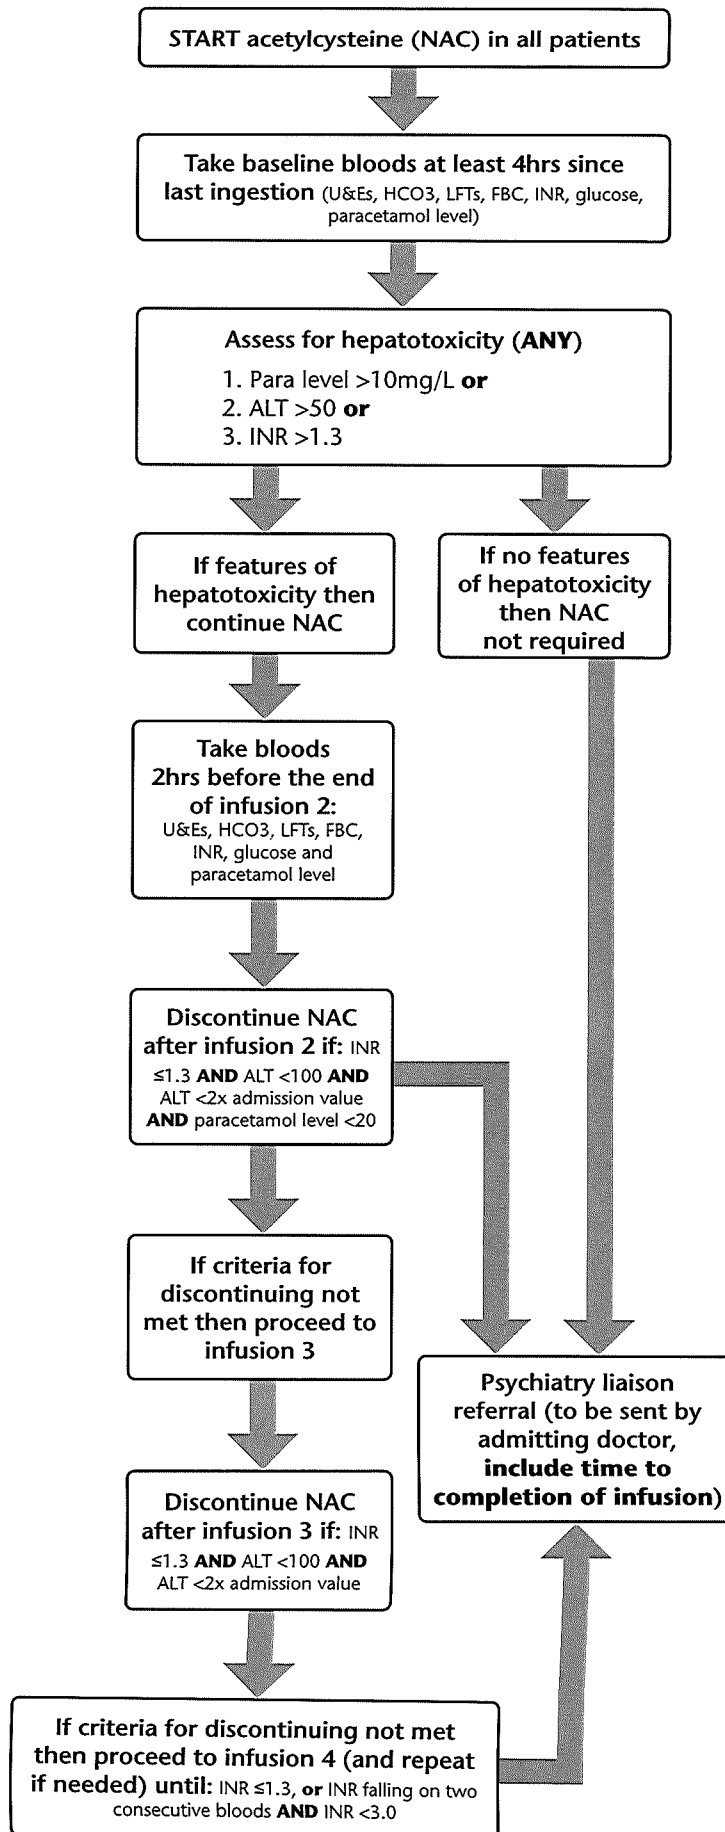 START acetylcysteine (NAC) in all patients
Take baseline bloods at least 4hrs since
last ingestion (U&Es, HCO3, LFTs, FBC, INR, glucose,
paracetamol level)
Assess for hepatotoxicity (ANY)
1. Para level >10mg/L or
2. ALT >50 or
3. INR >1.3
If features of
hepatotoxicity then
continue NAC
If no features
of hepatotoxicity
then NAC
not required
Take bloods
2hrs before the end
of infusion 2:
U&Es, HCO3, LFTs, FBC,
INR, glucose and
paracetamol level
Discontinue NAC
after infusion 2 if: INR
≤1.3 AND ALT <100 AND
ALT <2x admission value
AND paracetamol level <20
If criteria for
discontinuing not
met then proceed to
infusion 3
Psychiatry liaison
referral (to be sent by
admitting doctor,
include time to
completion of infusion)
Discontinue NAC
after infusion 3 if: INR
≤1.3 AND ALT <100 AND
ALT <2x admission value
If criteria for discontinuing not met
then proceed to infusion 4 (and repeat
if needed) until: INR ≤1.3, or INR falling on two
consecutive bloods AND INR <3.0